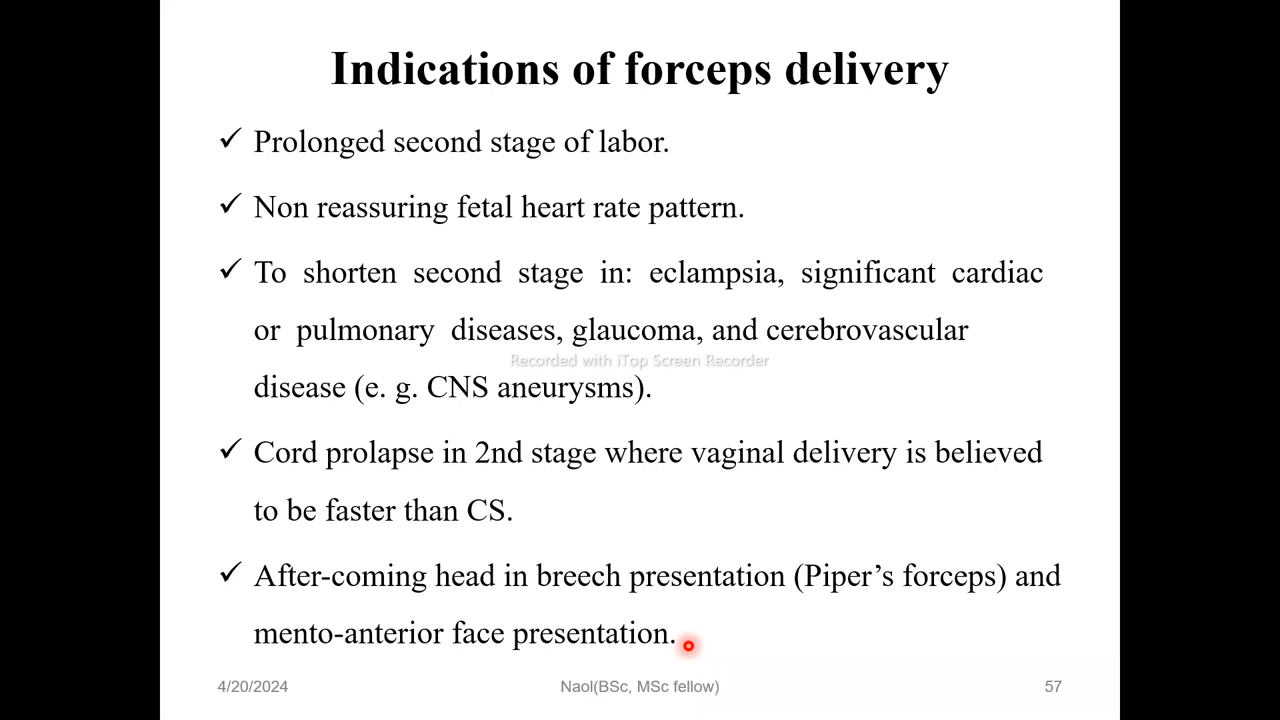 Indications of forceps delivery
✓ Prolonged second stage of labor.
✓ Non reassuring fetal heart rate pattern.
✓ To shorten second stage in: eclampsia, significant cardiac
or pulmonary diseases, glaucoma, and cerebrovascular
Recorded with iTop Screen Recorder
disease (e. g. CNS aneurysms).
✓ Cord prolapse in 2nd stage where vaginal delivery is believed
to be faster than CS.
✓ After-coming head in breech presentation (Piper’s forceps) and
mento-anterior face presentation.
4/20/2024 Naol(BSc, MSc fellow) 57